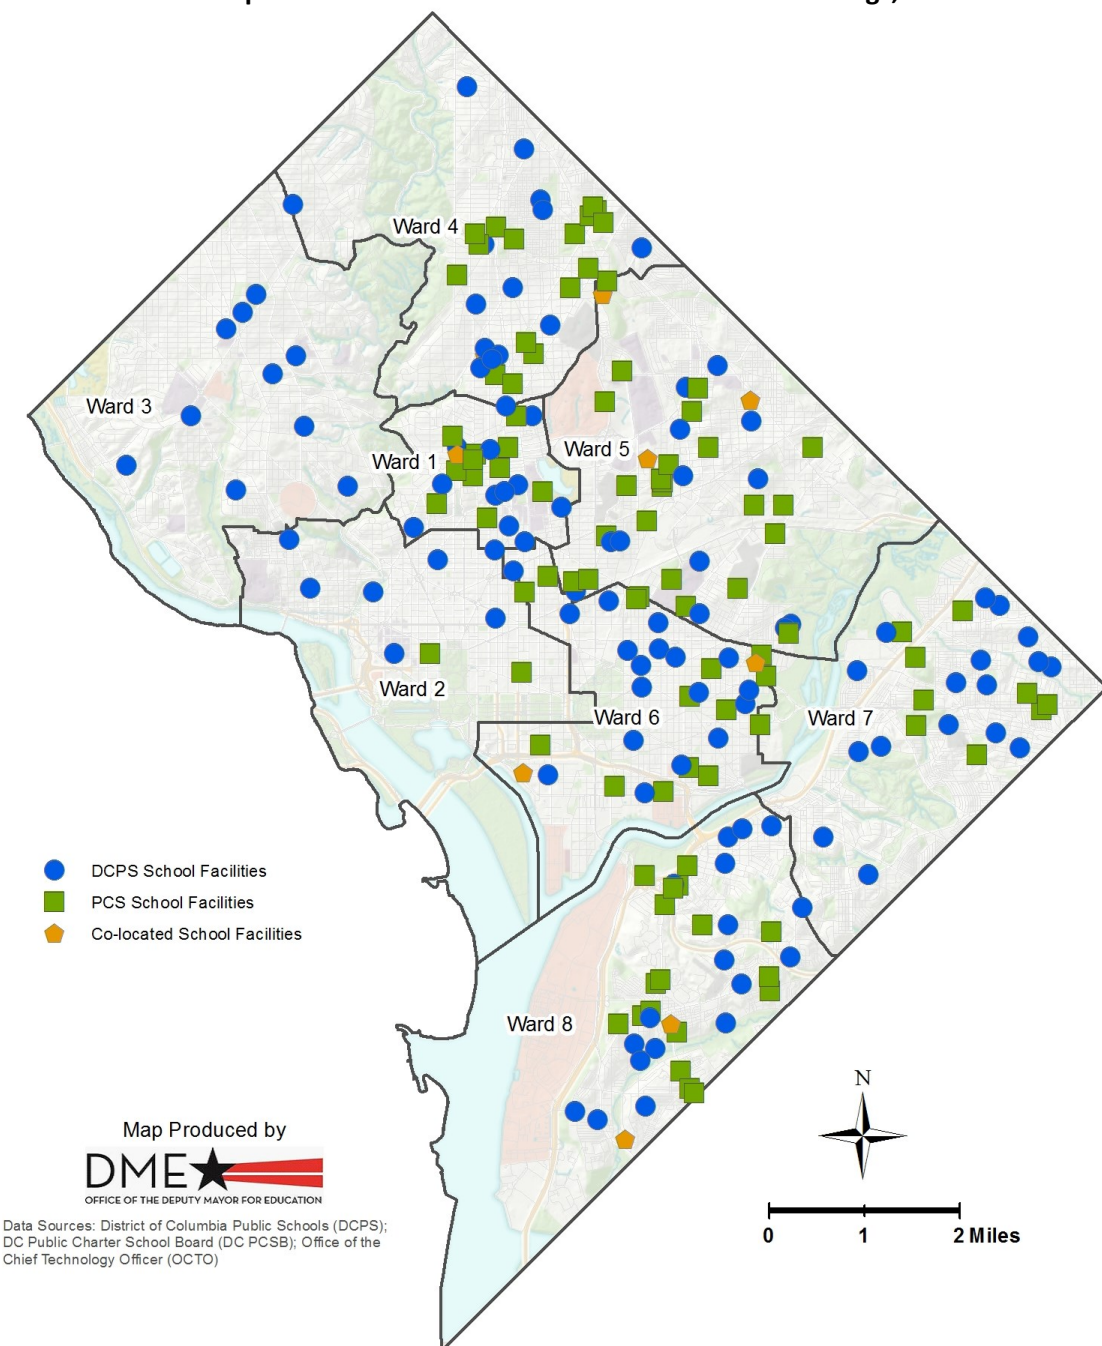 Ward 4
Ward 3
Ward 1
Ward 5
Ward 2
Ward 6
Ward 7
Ward 8
DCPS School Facilities
PCS School Facilities
Co-located School Facilities
Map Produced by
DME
OFFICE OF THE DEPUTY MAYOR FOR EDUCATION
Data Sources: District of Columbia Public Schools (DCPS);
DC Public Charter School Board (DC PCSB); Office of the
Chief Technology Officer (OCTO)
N
0 1 2 Miles